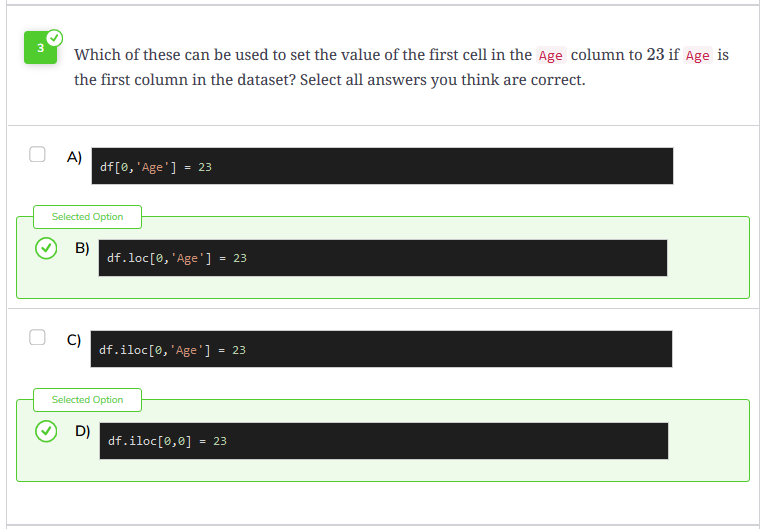 3
Which of these can be used to set the value of the first cell in the Age column to 23 if Age is
the first column in the dataset? Select all answers you think are correct.
A) df[0,'Age'] = 23
Selected Option
B) df.loc[0,'Age'] = 23
C) df.iloc[0,'Age'] = 23
Selected Option
D) df.iloc[0,0] = 23